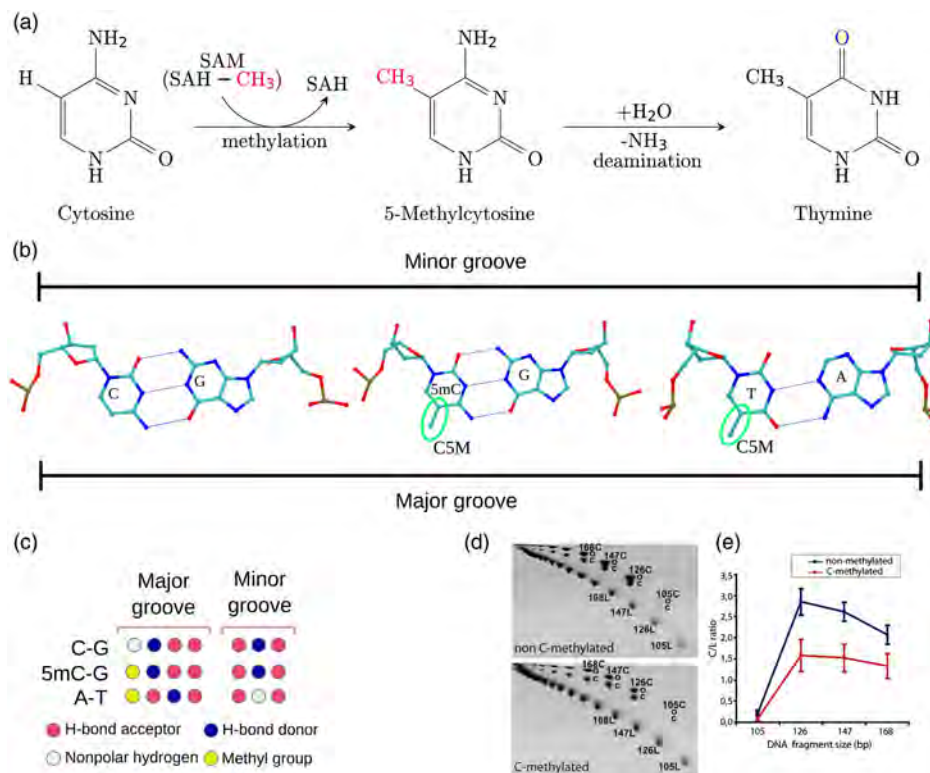 (a)
NH2
H
N
O
N
H
Cytosine
SAM
(SAH − CH3)
SAH
methylation
NH2
CH3
N
O
N
H
5-Methylcytosine
+H2O
-NH3
deamination
O
CH3
NH
O
N
H
Thymine
(b)
Minor groove
C
G
5mC
G
T
A
C5M
C5M
Major groove
(c)
Major groove
Minor groove
C-G
5mC-G
A-T
H-bond acceptor
H-bond donor
Nonpolar hydrogen
Methyl group
(d)
168C
O
C
147C
O
C
126C
O
C
105C
O
C
168L
147L
126L
105L
non C-methylated
168C
O
C
147C
O
C
126C
O
C
105C
O
C
168L
147L
126L
105L
C-methylated
(e)
non-methylated
C-methylated
C/L ratio
3,5
3,0
2,5
2,0
1,5
1,0
0,5
0,0
105
126
147
168
DNA fragment size (bp)